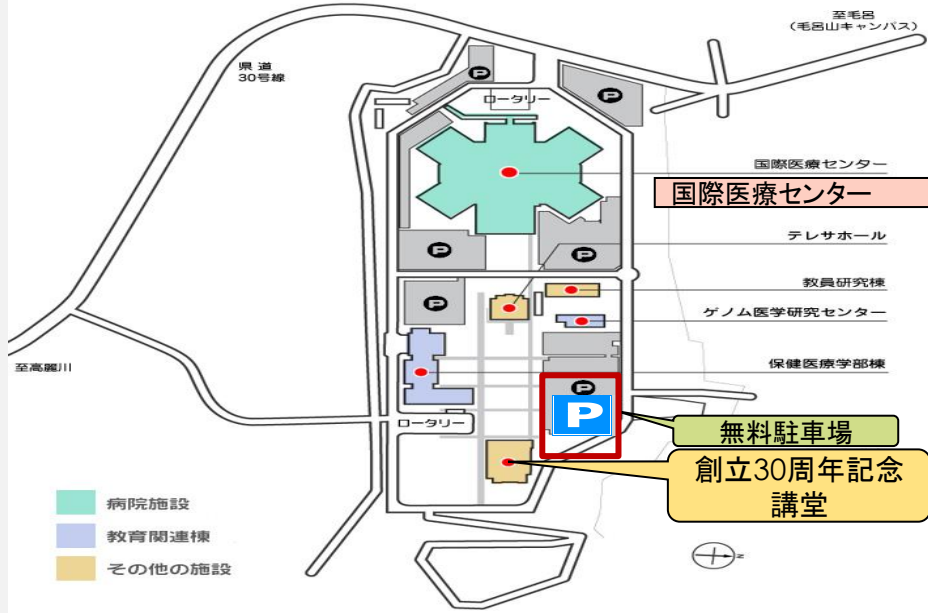 至毛呂
(毛呂山キャンパス)
県道
30号線
P
P
ロータリー
国際医療センター
国際医療センター
テレサホール
P
P
教員研究棟
P
ゲノム医学研究センター
至高麗川
保健医療学部棟
P
P
ロータリー
無料駐車場
創立30周年記念
講堂
病院施設
教育関連棟
その他の施設
N